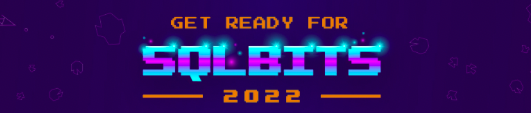 GET READY FOR
SQLBITS
2022